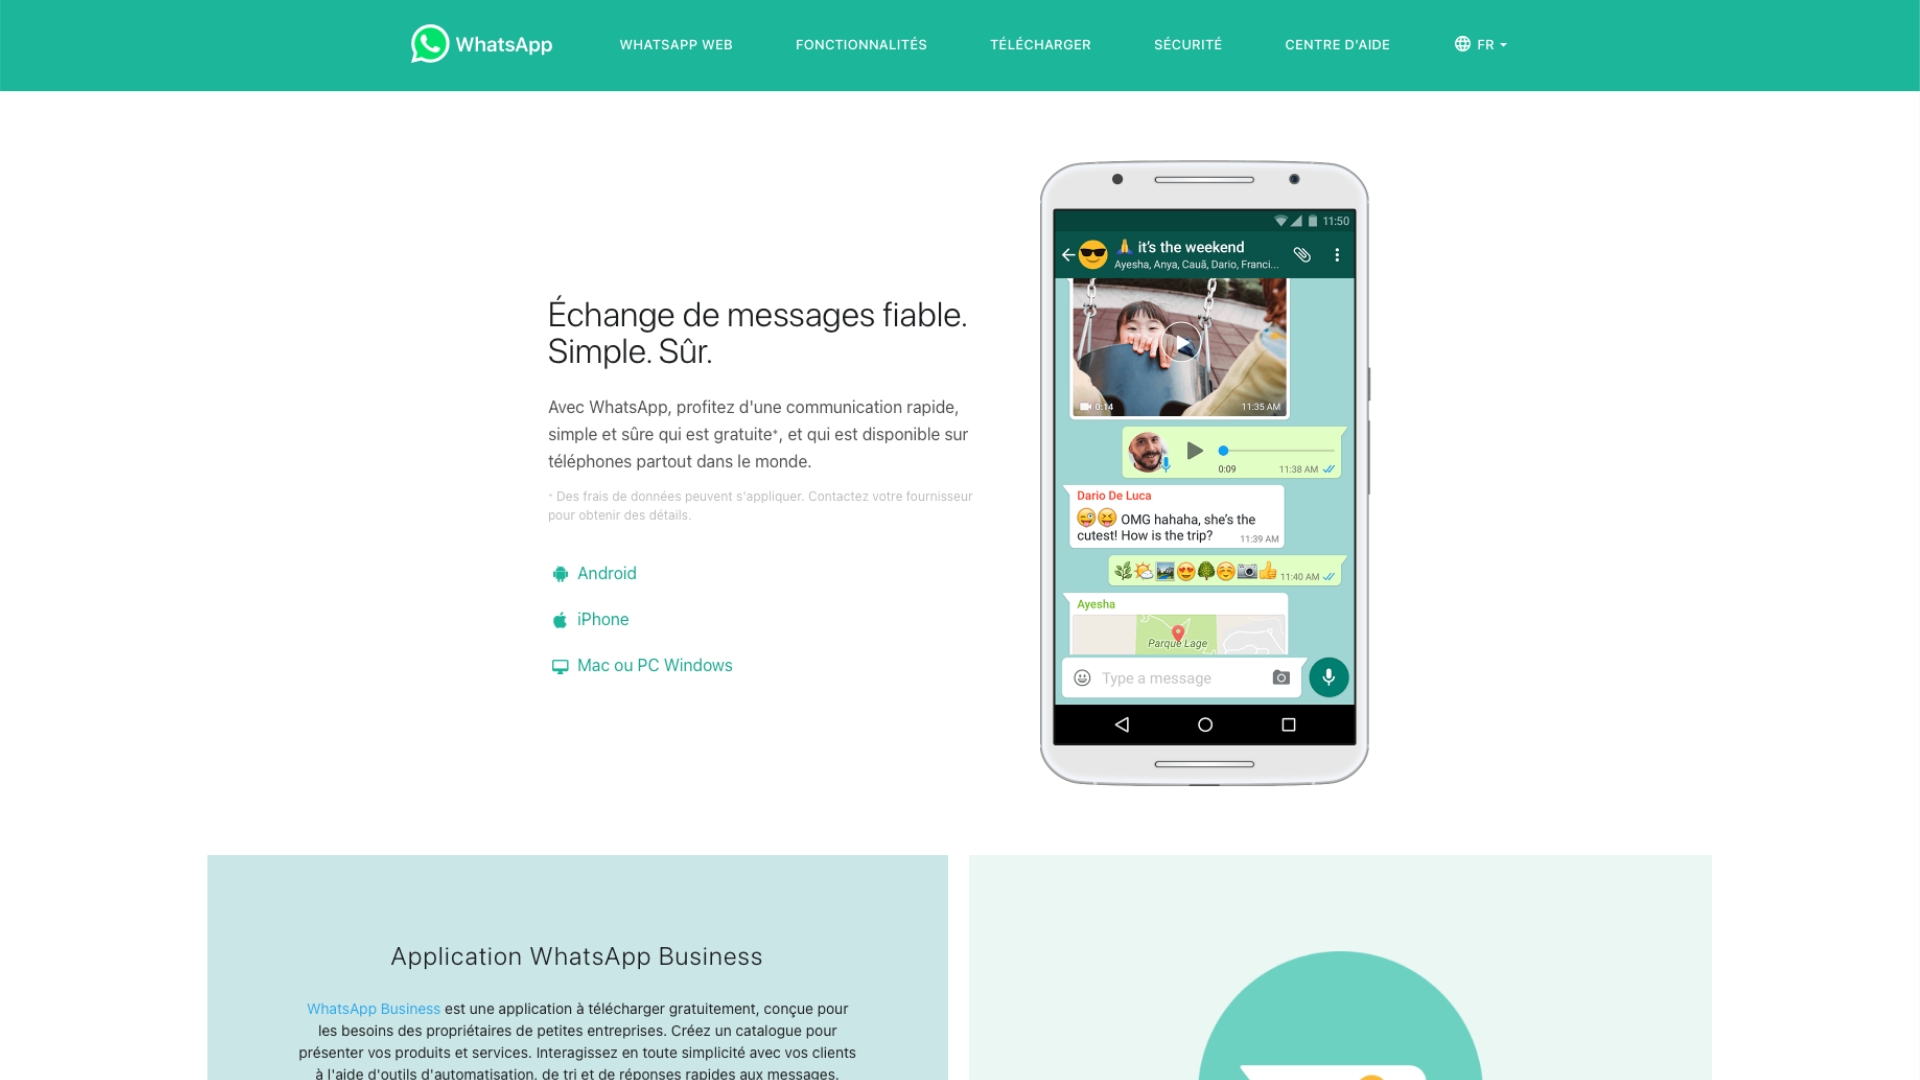 WhatsApp
WHATSAPP WEB
FONCTIONNALITÉS
TÉLÉCHARGER
SÉCURITÉ
CENTRE D'AIDE
FR
Échange de messages fiable.
Simple. Sûr.
Avec WhatsApp, profitez d'une communication rapide,
simple et sûre qui est gratuite*, et qui est disponible sur
téléphones partout dans le monde.
* Des frais de données peuvent s'appliquer. Contactez votre fournisseur
pour obtenir des détails.
Android
iPhone
Mac ou PC Windows
11:50
it's the weekend
Ayesha, Anya, Cauã, Dario, Franci...
0:14
11:35 AM
0:09
11:38 AM
Dario De Luca
OMG hahaha, she's the
cutest! How is the trip?
11:39 AM
11:40 AM
Ayesha
Parque Lage
Type a message
Application WhatsApp Business
WhatsApp Business est une application à télécharger gratuitement, conçue pour
les besoins des propriétaires de petites entreprises. Créez un catalogue pour
présenter vos produits et services. Interagissez en toute simplicité avec vos clients
à l'aide d'outils d'automatisation, de tri et de réponses rapides aux messages.